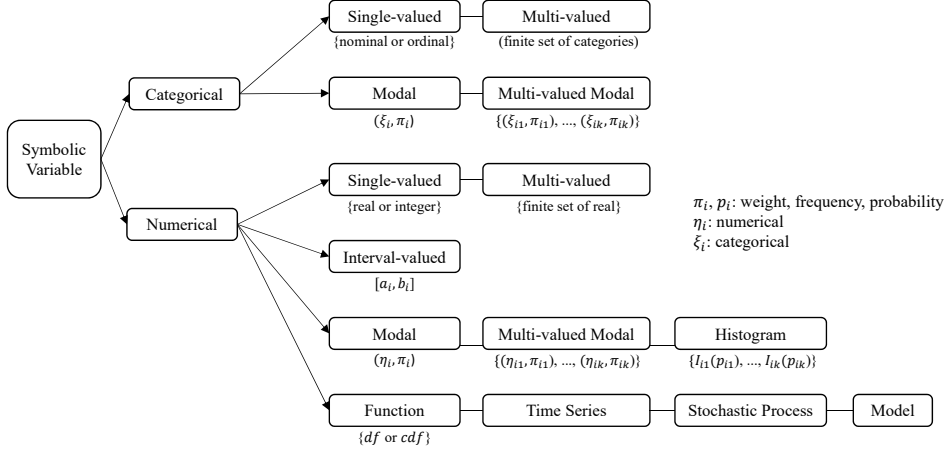 Single-valued
Multi-valued
{nominal or ordinal}
(finite set of categories)
Categorical
Modal
Multi-valued Modal
(ξᵢ, πᵢ)
{(ξᵢ₁, πᵢ₁), ..., (ξᵢₖ, πᵢₖ)}
Symbolic
Variable
Single-valued
Multi-valued
{real or integer}
{finite set of real}
Numerical
πᵢ, pᵢ: weight, frequency, probability
ηᵢ: numerical
ξᵢ: categorical
Interval-valued
[aᵢ, bᵢ]
Modal
Multi-valued Modal
Histogram
(ηᵢ, πᵢ)
{(ηᵢ₁, πᵢ₁), ..., (ηᵢₖ, πᵢₖ)}
{Iᵢ₁(pᵢ₁), ..., Iᵢₖ(pᵢₖ)}
Function
Time Series
Stochastic Process
Model
{df or cdf}